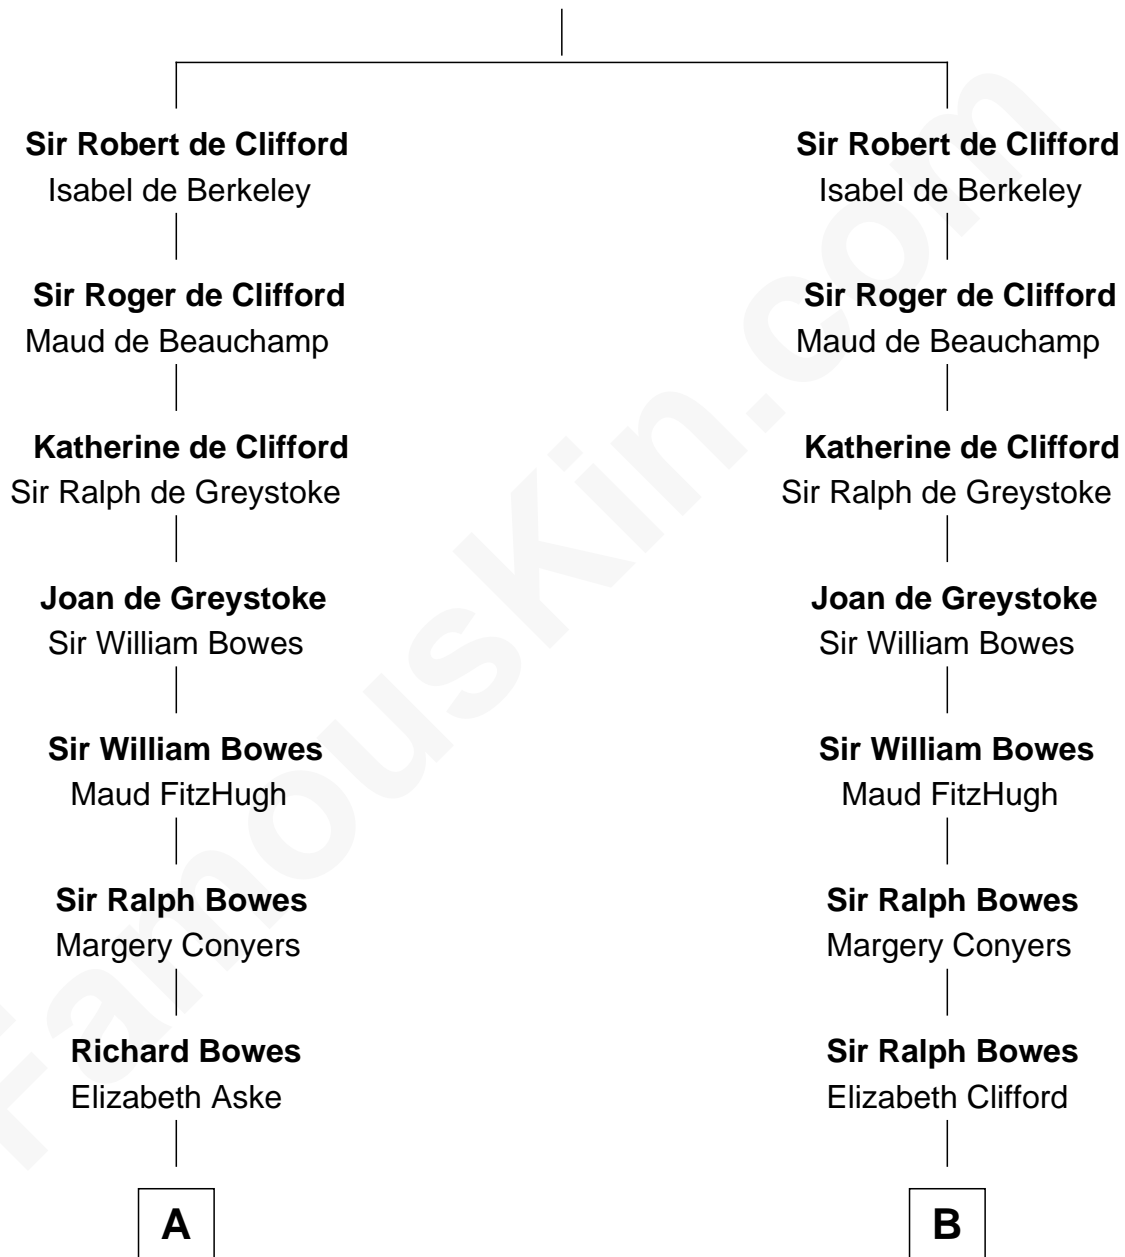 Sir Robert de Clifford
Isabel de Berkeley
Sir Roger de Clifford
Maud de Beauchamp
Katherine de Clifford
Sir Ralph de Greystoke
Joan de Greystoke
Sir William Bowes
Sir William Bowes
Maud FitzHugh
Sir Ralph Bowes
Margery Conyers
Richard Bowes
Elizabeth Aske
A
Sir Robert de Clifford
Isabel de Berkeley
Sir Roger de Clifford
Maud de Beauchamp
Katherine de Clifford
Sir Ralph de Greystoke
Joan de Greystoke
Sir William Bowes
Sir William Bowes
Maud FitzHugh
Sir Ralph Bowes
Margery Conyers
Sir Ralph Bowes
Elizabeth Clifford
B
FamousKin.com